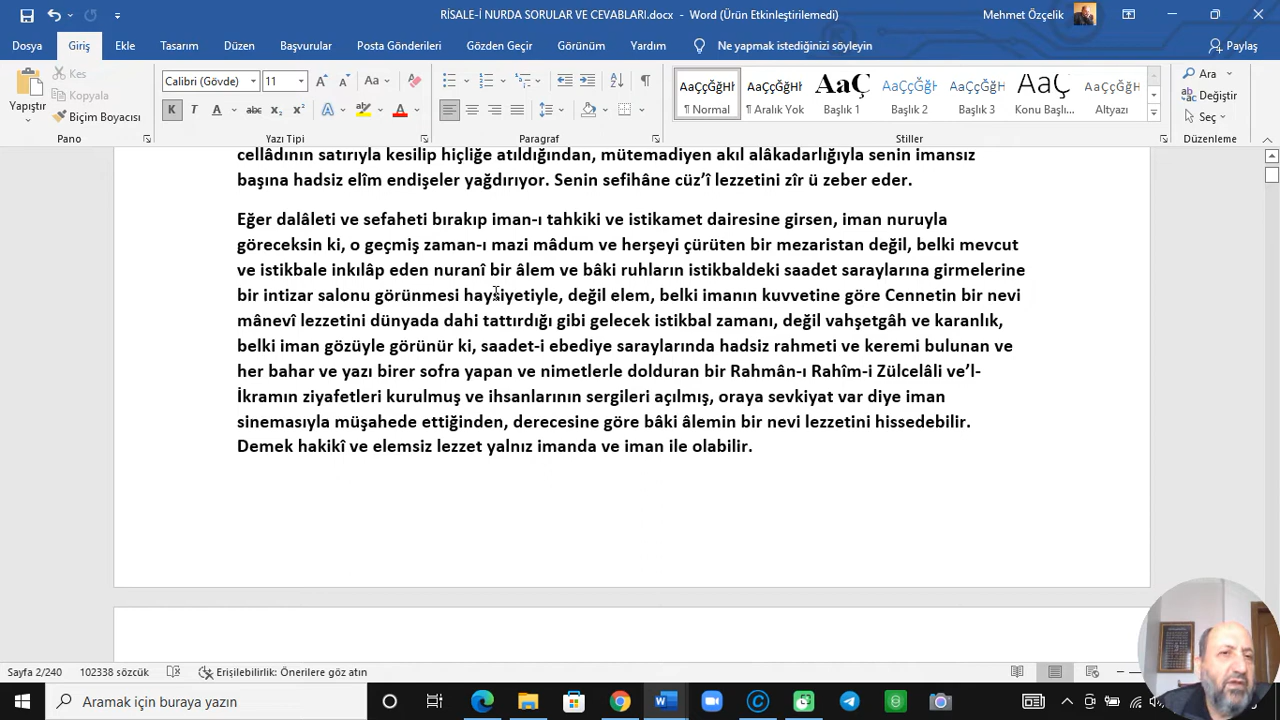 RİSALE-İ NURDA SORULAR VE CEVABLARI.docx - Word (Ürün Etkinleştirilemedi)
Mehmet Özçelik
Dosya Giriş Ekle Tasarım Düzen Başvurular Posta Gönderileri Gözden Geçir Görünüm Yardım Ne yapmak istediğinizi söyleyin Paylaş
Yapıştır
Kes
Kopyala
Biçim Boyacısı
Pano
Calibri (Gövde) 11
Yazı Tipi
Paragraf
AaÇçĞğHł AaÇçĞğHł AaÇ AaÇçĞğHł AaÇçĞğH AaÇçĞğ AaÇçĞğHł
¶ Normal ¶ Aralık Yok Başlık 1 Başlık 2 Başlık 3 Konu Başlı... Altyazı
Stiller
Ara
Değiştir
Seç
Düzenleme
cellâdının satırıyla kesilip hiçliğe atıldığından, mütemadiyen akıl alâkadarlığıyla senin imansız
başına hadsiz elîm endişeler yağdırıyor. Senin sefihâne cüz’î lezzetini zîr ü zeber eder.
Eğer dalâleti ve sefaheti bırakıp iman-ı tahkiki ve istikamet dairesine girsen, iman nuruyla
göreceksin ki, o geçmiş zaman-ı mazi mâdum ve herşeyi çürüten bir mezaristan değil, belki mevcut
ve istikbale inkılâp eden nuranî bir âlem ve bâki ruhların istikbaldeki saadet saraylarına girmelerine
bir intizar salonu görünmesi haysiyetiyle, değil elem, belki imanın kuvvetine göre Cennetin bir nevi
mânevî lezzetini dünyada dahi tattırdığı gibi gelecek istikbal zamanı, değil vahşetgâh ve karanlık,
belki iman gözüyle görünür ki, saadet-i ebediye saraylarında hadsiz rahmeti ve keremi bulunan ve
her bahar ve yazı birer sofra yapan ve nimetlerle dolduran bir Rahmân-ı Rahîm-i Zülcelâli ve’l-
İkramın ziyafetleri kurulmuş ve ihsanlarının sergileri açılmış, oraya sevkiyat var diye iman
sinemasıyla müşahede ettiğinden, derecesine göre bâki âlemin bir nevi lezzetini hissedebilir.
Demek hakikî ve elemsiz lezzet yalnız imanda ve iman ile olabilir.
Sayfa 2/240 102338 sözcük Erişilebilirlik: Önerilere göz atın
Aramak için buraya yazın